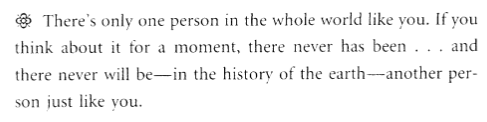 There's only one person in the whole world like you. If you
think about it for a moment, there never has been . . . and
there never will be—in the history of the earth—another per-
son just like you.